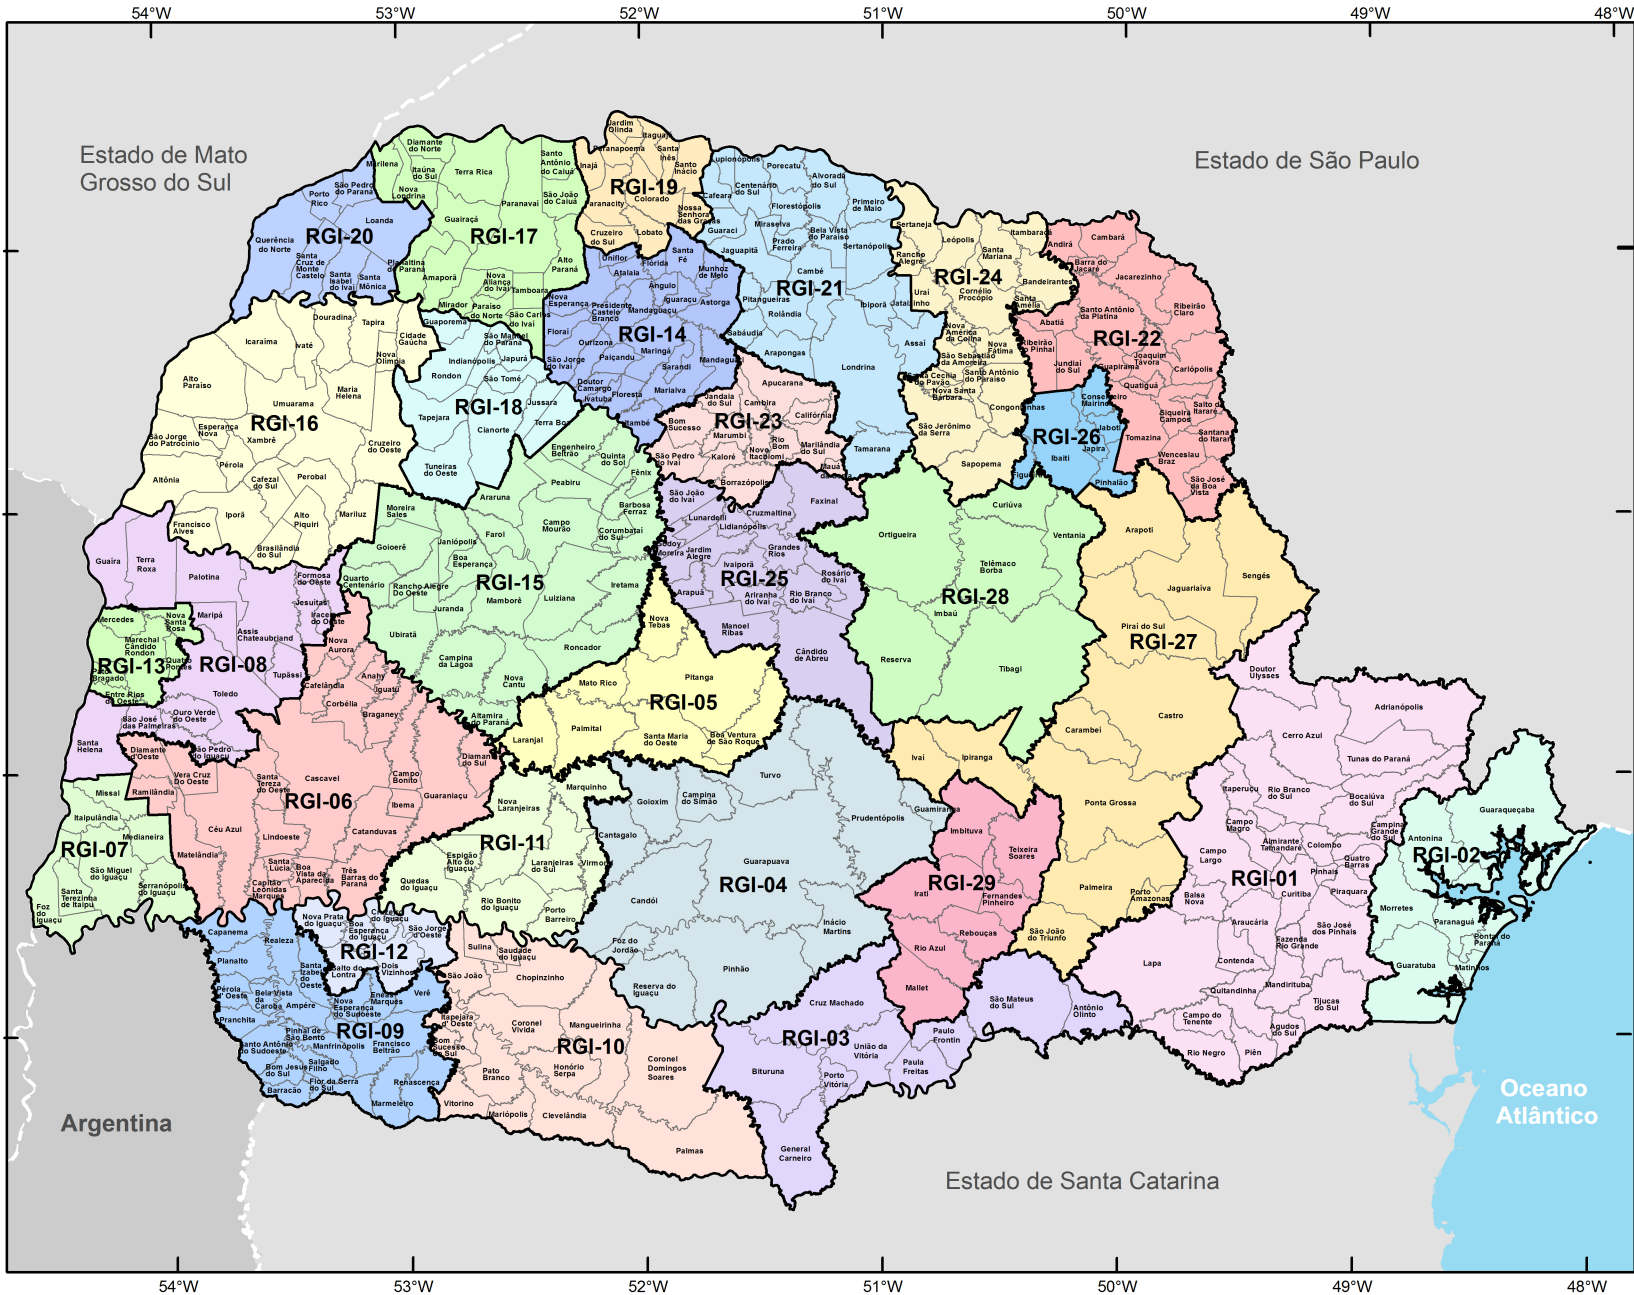 54°W
53°W
52°W
51°W
50°W
49°W
48°W
Estado de Mato
Grosso do Sul
Estado de São Paulo
Argentina
Estado de Santa Catarina
Oceano
Atlântico
RGI-19
Jardim
Olinda
Paranapoema
Santa
Inês
Santo
Inácio
Paranacity
Colorado
Nossa
Senhora
das Graças
Cruzeiro
do Sul
Lobato
RGI-20
São Pedro
do Paraná
Porto
Rico
Loanda
Querência
do Norte
Santa
Cruz de
Monte
Castelo
Santa
Isabel
do Ivaí
Santa
Mônica
RGI-17
Diamante
do Norte
Marilena
Itaúna
do Sul
Nova
Londrina
Terra Rica
Santo
Antônio
do Caiuá
São João
do Caiuá
Paranavaí
Guairaçá
Alto
Paraná
Amaporã
Nova
Aliança
do Ivaí
Tamboara
Mirador
Paraíso
do Norte
São Carlos
do Ivaí
RGI-14
Uniflor
Flórida
Santa
Fé
Atalaia
Munhoz
de Melo
Ângulo
Iguaraçu
Astorga
Nova
Esperança
Presidente
Castelo
Branco
Mandaguaçu
Floraí
Ourizona
Maringá
Paiçandu
Sarandi
Mandaguari
São Jorge
do Ivaí
Doutor
Camargo
Ivatuba
Floresta
Marialva
Itambé
RGI-21
Lupionópolis
Porecatu
Centenário
do Sul
Alvorada
do Sul
Cafeara
Florestópolis
Primeiro
de Maio
Guaraci
Miraselva
Bela Vista
do Paraíso
Jaguapitã
Prado
Ferreira
Sertanópolis
Cambé
Pitangueiras
Rolândia
Ibiporã
Jataizinho
Sabáudia
Assaí
Arapongas
Londrina
Tamarana
RGI-24
Sertaneja
Leópolis
Itambaracá
Rancho
Alegre
Santa
Mariana
Cornélio
Procópio
Bandeirantes
Uraí
Santa
Amélia
Nova
América
da Colina
Nova
Fátima
São Sebastião
da Amoreira
Santo Antônio
do Paraíso
Nova Santa
Bárbara
Congonhinhas
São Jerônimo
da Serra
Sapopema
RGI-22
Andirá
Cambará
Barra do
Jacaré
Jacarezinho
Ribeirão
Claro
Abatiá
Santo Antônio
da Platina
Ribeirão
do Pinhal
Jundiaí
do Sul
Guapirama
Joaquim
Távora
Carlópolis
Quatiguá
Siqueira
Campos
Salto do
Itararé
Tomazina
Santana
do Itararé
Wenceslau
Braz
São José
da Boa
Vista
RGI-26
Conselheiro
Mairinck
Jaboti
Ibaiti
Japira
Pinhalão
RGI-16
Douradina
Tapira
Icaraíma
Ivaté
Cidade
Gaúcha
Nova
Olímpia
Alto
Paraíso
Maria
Helena
Umuarama
Esperança
Nova
São Jorge
do Patrocínio
Xambrê
Cruzeiro
do Oeste
Pérola
Altônia
Cafezal
do Sul
Perobal
Iporã
Alto
Piquiri
Mariluz
Francisco
Alves
Brasilândia
do Sul
RGI-18
Guaporema
São Manoel
do Paraná
Indianópolis
Japurá
Rondon
São Tomé
Jussara
Tapejara
Cianorte
Terra Boa
Tuneiras
do Oeste
RGI-23
Apucarana
Jandaia
do Sul
Cambira
Califórnia
Bom
Sucesso
Marumbi
Rio
Bom
Marilândia
do Sul
São Pedro
do Ivaí
Kaloré
Novo
Itacolomi
Borrazópolis
RGI-15
Engenheiro
Beltrão
Quinta
do Sol
Fênix
Peabiru
Araruna
Moreira
Sales
Barbosa
Ferraz
Campo
Mourão
Corumbataí
do Sul
Farol
Janiópolis
Goioerê
Boa
Esperança
Quarto
Centenário
Rancho Alegre
Do Oeste
Mamborê
Luiziana
Iretama
Juranda
Ubiratã
Campina
da Lagoa
Roncador
Nova
Cantu
Altamira
do Paraná
RGI-25
São João
do Ivaí
Faxinal
Lunardelli
Cruzmaltina
Lidianópolis
Godoy
Moreira
Jardim
Alegre
Grandes
Rios
Ivaiporã
Rosário
do Ivaí
Arapuã
Ariranha
do Ivaí
Rio Branco
do Ivaí
Manoel
Ribas
Cândido
de Abreu
RGI-28
Curiúva
Ortigueira
Ventania
Telêmaco
Borba
Imbaú
Reserva
Tibagi
RGI-27
Arapoti
Sengés
Jaguariaíva
Piraí do Sul
Castro
Carambeí
Ivaí
Ipiranga
Ponta Grossa
Palmeira
Porto
Amazonas
São João
do Triunfo
RGI-08
Guaíra
Terra
Roxa
Palotina
Formosa
do Oeste
Jesuítas
Iracema
do Oeste
Maripá
Nova
Santa
Rosa
Assis
Chateaubriand
Tupãssi
Toledo
Ouro Verde
do Oeste
São José
das Palmeiras
São Pedro
do Iguaçu
Santa
Helena
RGI-13
Mercedes
Marechal
Cândido
Rondon
Quatro
Pontes
Pato
Bragado
Entre Rios
do Oeste
RGI-06
Nova
Aurora
Cafelândia
Anahy
Iguatu
Corbélia
Braganey
Diamante
d'Oeste
Diamante
do Sul
Vera Cruz
Do Oeste
Ramilândia
Santa
Tereza
do Oeste
Cascavel
Campo
Bonito
Guaraniaçu
Ibema
Céu Azul
Lindoeste
Catanduvas
Matelândia
Santa
Lúcia
Boa
Vista da
Aparecida
Três
Barras do
Paraná
Capitão
Leônidas
Marques
RGI-05
Nova
Tebas
Mato Rico
Pitanga
Palmital
Laranjal
Santa Maria
do Oeste
Boa Ventura
de São Roque
RGI-07
Missal
Itaipulândia
Medianeira
São Miguel
do Iguaçu
Serranópolis
do Iguaçu
Santa
Terezinha
de Itaipu
Foz
do
Iguaçu
RGI-11
Marquinho
Nova
Laranjeiras
Espigão
Alto do
Iguaçu
Laranjeiras
do Sul
Virmond
Quedas
do Iguaçu
Rio Bonito
do Iguaçu
Porto
Barreiro
RGI-04
Turvo
Goioxim
Campina
do Simão
Prudentópolis
Cantagalo
Guarapuava
Candói
Inácio
Martins
Foz do
Jordão
Pinhão
Reserva do
Iguaçu
RGI-29
Guamiranga
Imbituva
Teixeira
Soares
Irati
Fernandes
Pinheiro
Rebouças
Rio Azul
Mallet
RGI-01
Doutor
Ulysses
Adrianópolis
Cerro Azul
Tunas do Paraná
Itaperuçu
Rio Branco
do Sul
Bocaiúva
do Sul
Campo
Magro
Almirante
Tamandaré
Colombo
Campina
Grande
do Sul
Campo
Largo
Quatro
Barras
Pinhais
Piraquara
Balsa
Nova
Curitiba
Araucária
São José
dos Pinhais
Fazenda
Rio Grande
Lapa
Contenda
Mandirituba
Quitandinha
Tijucas
do Sul
Campo do
Tenente
Agudos
do Sul
Rio Negro
Piên
RGI-02
Guaraqueçaba
Antonina
Morretes
Paranaguá
Pontal do
Paraná
Guaratuba
Matinhos
RGI-12
Nova Prata
do Iguaçu
Cruzeiro
do Iguaçu
Boa
Esperança
do Iguaçu
São Jorge
d'Oeste
Salto do
Lontra
Dois
Vizinhos
RGI-09
Capanema
Realeza
Planalto
Santa
Izabel
do
Oeste
Pérola
d'Oeste
Bela Vista
da
Caroba
Ampére
Nova
Esperança
do Sudoeste
Enéas
Marques
Verê
Pranchita
Pinhal de
São Bento
Santo Antônio
do Sudoeste
Manfrinópolis
Francisco
Beltrão
Bom Jesus
do Sul
Salgado
Filho
Flor da Serra
do Sul
Barracão
Renascença
Marmeleiro
RGI-10
Sulina
Saudade
do Iguaçu
São João
Chopinzinho
Itapejara
d'Oeste
Coronel
Vivida
Mangueirinha
Bom
Sucesso
do Sul
Pato
Branco
Honório
Serpa
Coronel
Domingos
Soares
Vitorino
Mariópolis
Clevelândia
Palmas
RGI-03
Cruz Machado
São Mateus
do Sul
Antônio
Olinto
Paulo
Frontin
União da
Vitória
Paula
Freitas
Bituruna
Porto
Vitória
General
Carneiro
54°W
53°W
52°W
51°W
50°W
49°W
48°W